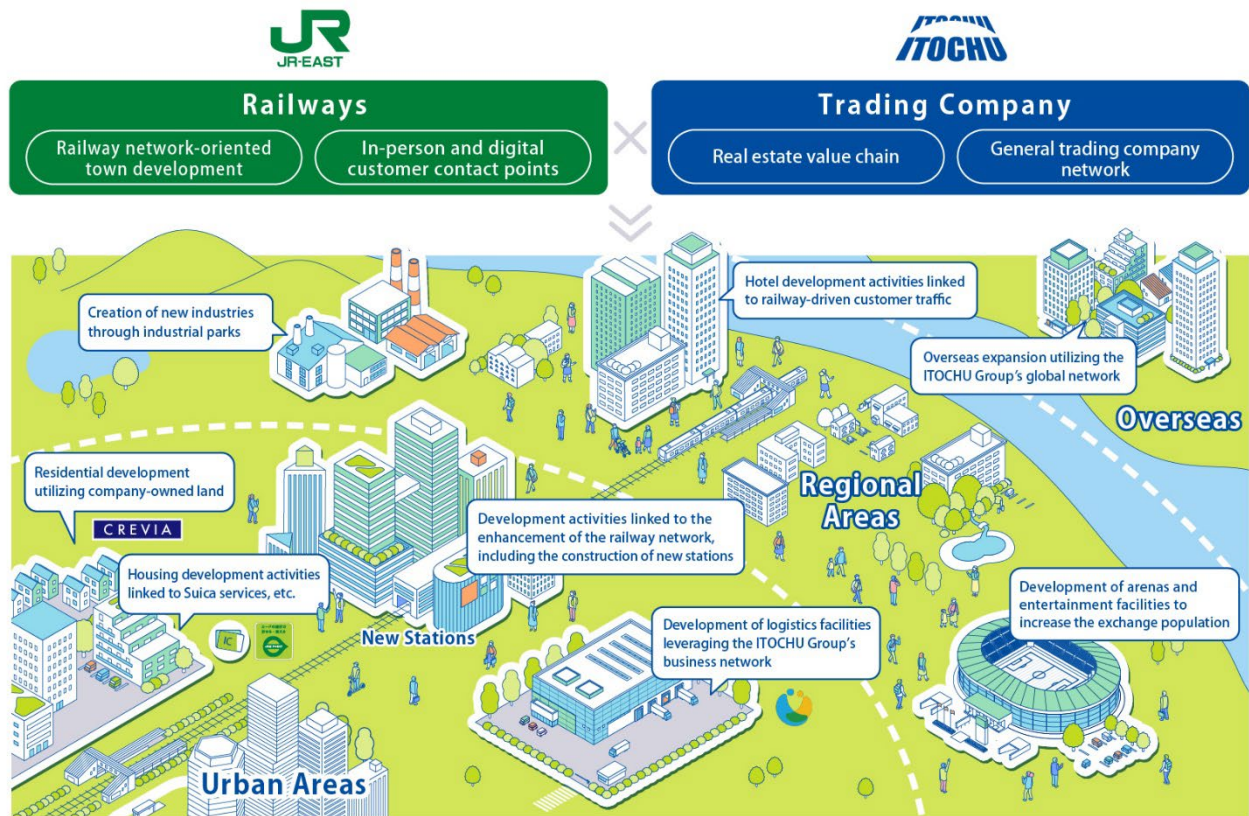 JR
JR-EAST
ITOCHU
Railways
Railway network-oriented
town development
In-person and digital
customer contact points
Trading Company
Real estate value chain
General trading company
network
Creation of new industries
through industrial parks
Hotel development activities linked
to railway-driven customer traffic
Overseas expansion utilizing the
ITOCHU Group's global network
Overseas
Residential development
utilizing company-owned land
CREVIA
Regional
Areas
Development activities linked to the
enhancement of the railway network,
including the construction of new stations
Housing development activities
linked to Suica services, etc.
IC
New Stations
Development of logistics facilities
leveraging the ITOCHU Group's
business network
Development of arenas and
entertainment facilities to
increase the exchange population
Urban Areas